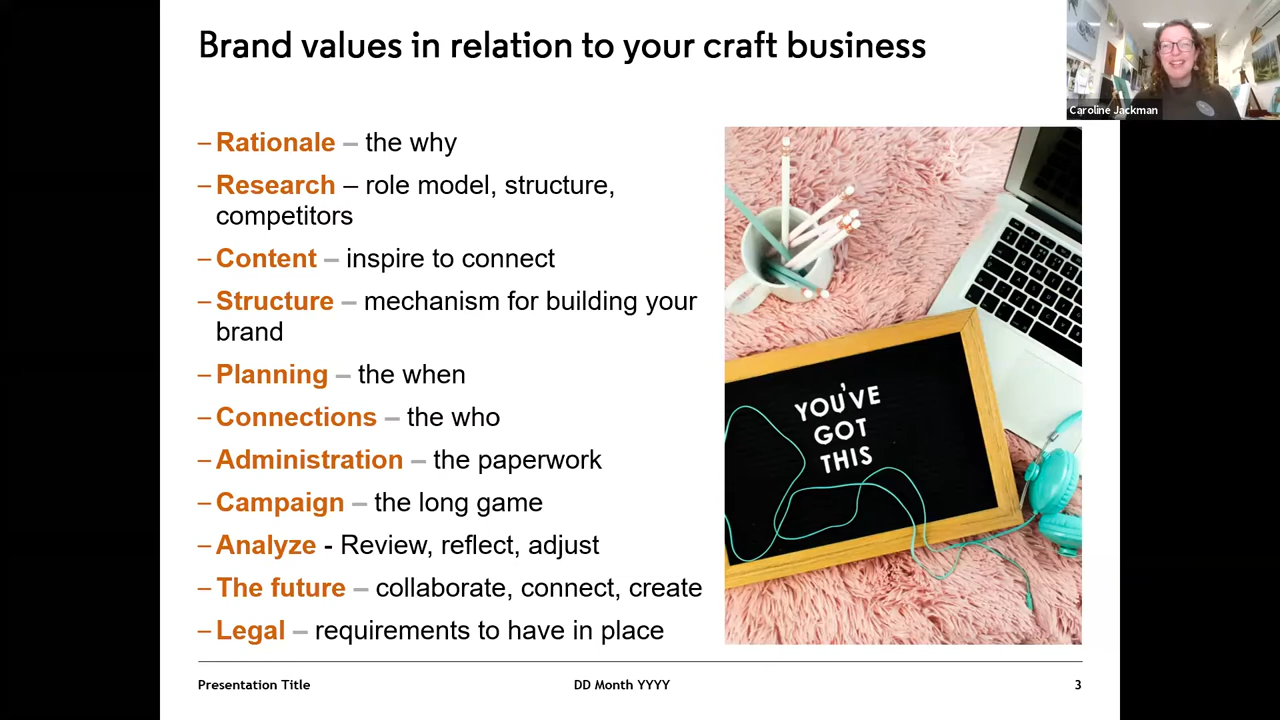 Brand values in relation to your craft business
Caroline Jackman
– Rationale – the why
– Research – role model, structure,
competitors
– Content – inspire to connect
– Structure – mechanism for building your
brand
– Planning – the when
– Connections – the who
– Administration – the paperwork
– Campaign – the long game
– Analyze - Review, reflect, adjust
– The future – collaborate, connect, create
– Legal – requirements to have in place
YOU'VE
GOT
THIS
Presentation Title
DD Month YYYY
3